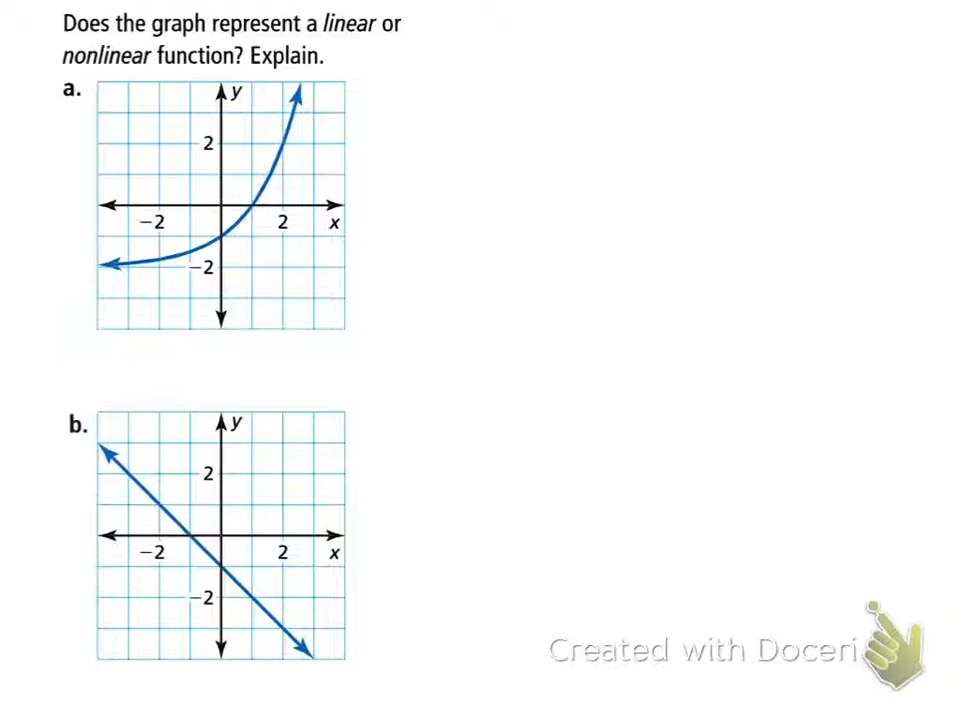 Does the graph represent a linear or
nonlinear function? Explain.
a.
y
2
−2
2
x
−2
b.
y
2
−2
2
x
−2
Created with Doceri